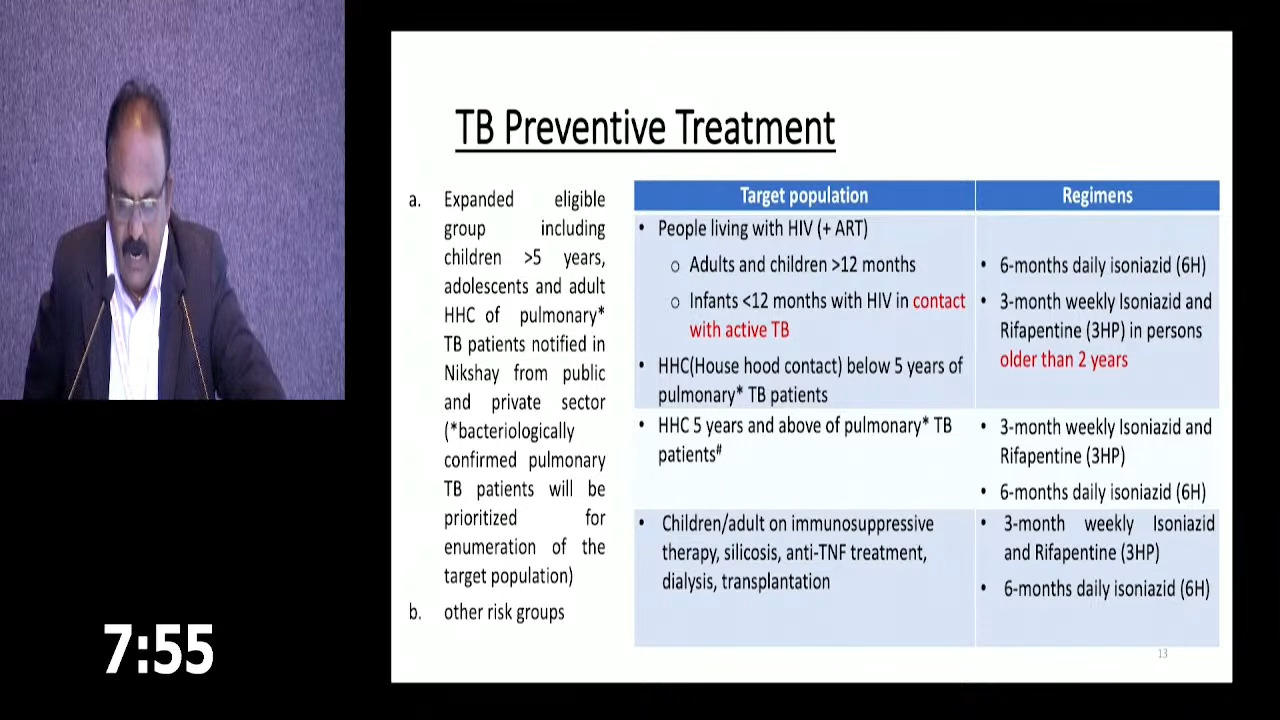 TB Preventive Treatment
a. Expanded eligible
group including
children >5 years,
adolescents and adult
HHC of pulmonary*
TB patients notified in
Nikshay from public
and private sector
(*bacteriologically
confirmed pulmonary
TB patients will be
prioritized for
enumeration of the
target population)
b. other risk groups
Target population
Regimens
• People living with HIV (+ ART)
o Adults and children >12 months
o Infants <12 months with HIV in contact
with active TB
• HHC(House hood contact) below 5 years of
pulmonary* TB patients
• 6-months daily isoniazid (6H)
• 3-month weekly Isoniazid and
Rifapentine (3HP) in persons
older than 2 years
• HHC 5 years and above of pulmonary* TB
patients#
• 3-month weekly Isoniazid and
Rifapentine (3HP)
• 6-months daily isoniazid (6H)
• Children/adult on immunosuppressive
therapy, silicosis, anti-TNF treatment,
dialysis, transplantation
• 3-month weekly Isoniazid
and Rifapentine (3HP)
• 6-months daily isoniazid (6H)
13
7:55